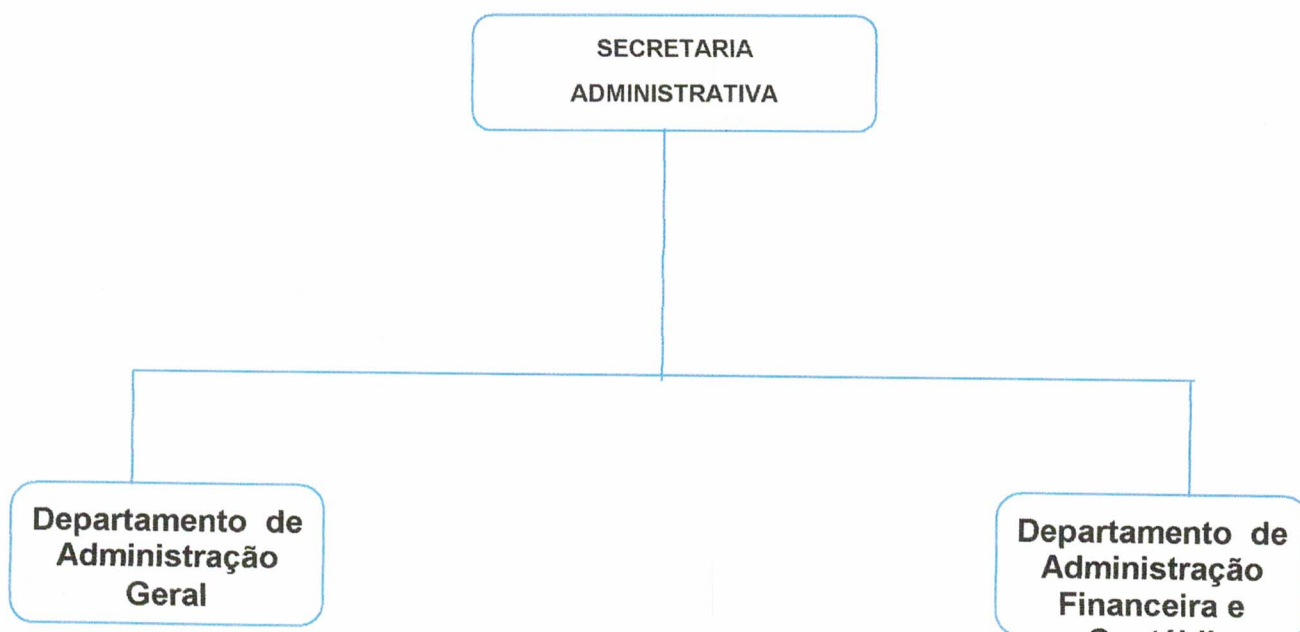 SECRETARIA
ADMINISTRATIVA
Departamento de
Administração
Geral
Departamento de
Administração
Financeira e